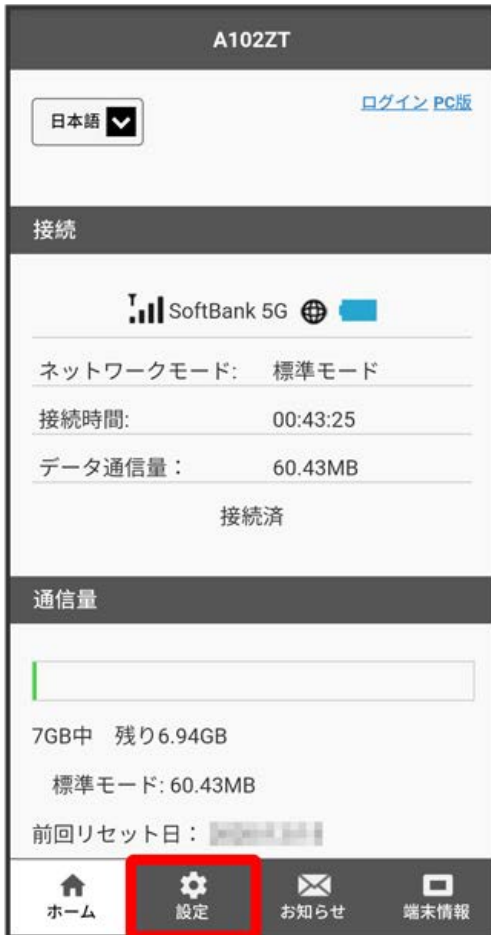 A102ZT
日本語
ログイン PC版
接続
SoftBank 5G
ネットワークモード: 標準モード
接続時間: 00:43:25
データ通信量： 60.43MB
接続済
通信量
7GB中 残り6.94GB
標準モード: 60.43MB
前回リセット日：
ホーム 設定 お知らせ 端末情報